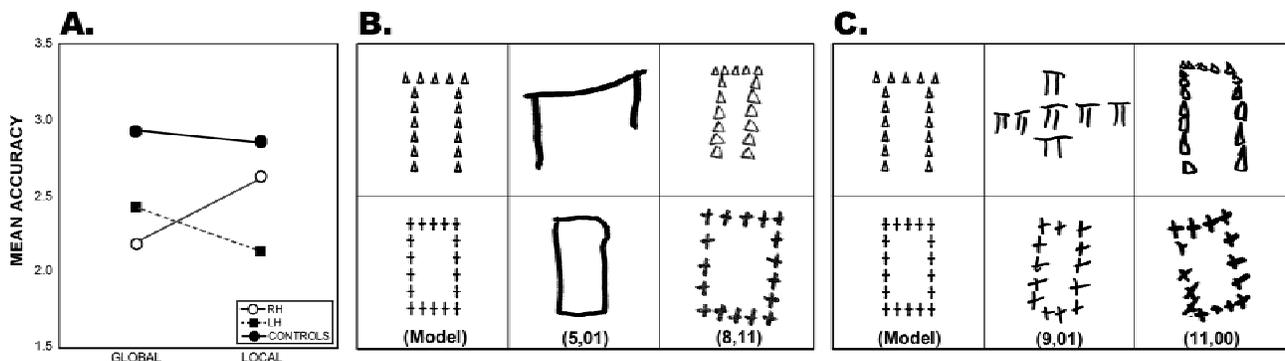 A.
B.
C.
MEAN ACCURACY
3.5
3.0
2.5
2.0
1.5
RH
LH
CONTROLS
GLOBAL
LOCAL
(Model)
(5,01)
(8,11)
(Model)
(9,01)
(11,00)